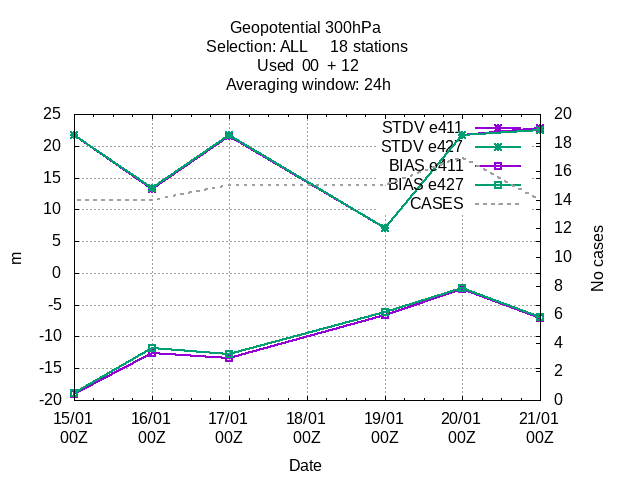 Geopotential 300hPa
Selection: ALL     18 stations
Used  00  + 12
Averaging window: 24h
25 20
20 18
15 16
10 14
5 12
0 10
-5 8
-10 6
-15 4
-20 2
0
m
No cases
STDV e411
STDV e427
BIAS e411
BIAS e427
CASES
15/01 16/01 17/01 18/01 19/01 20/01 21/01
00Z 00Z 00Z 00Z 00Z 00Z 00Z
Date